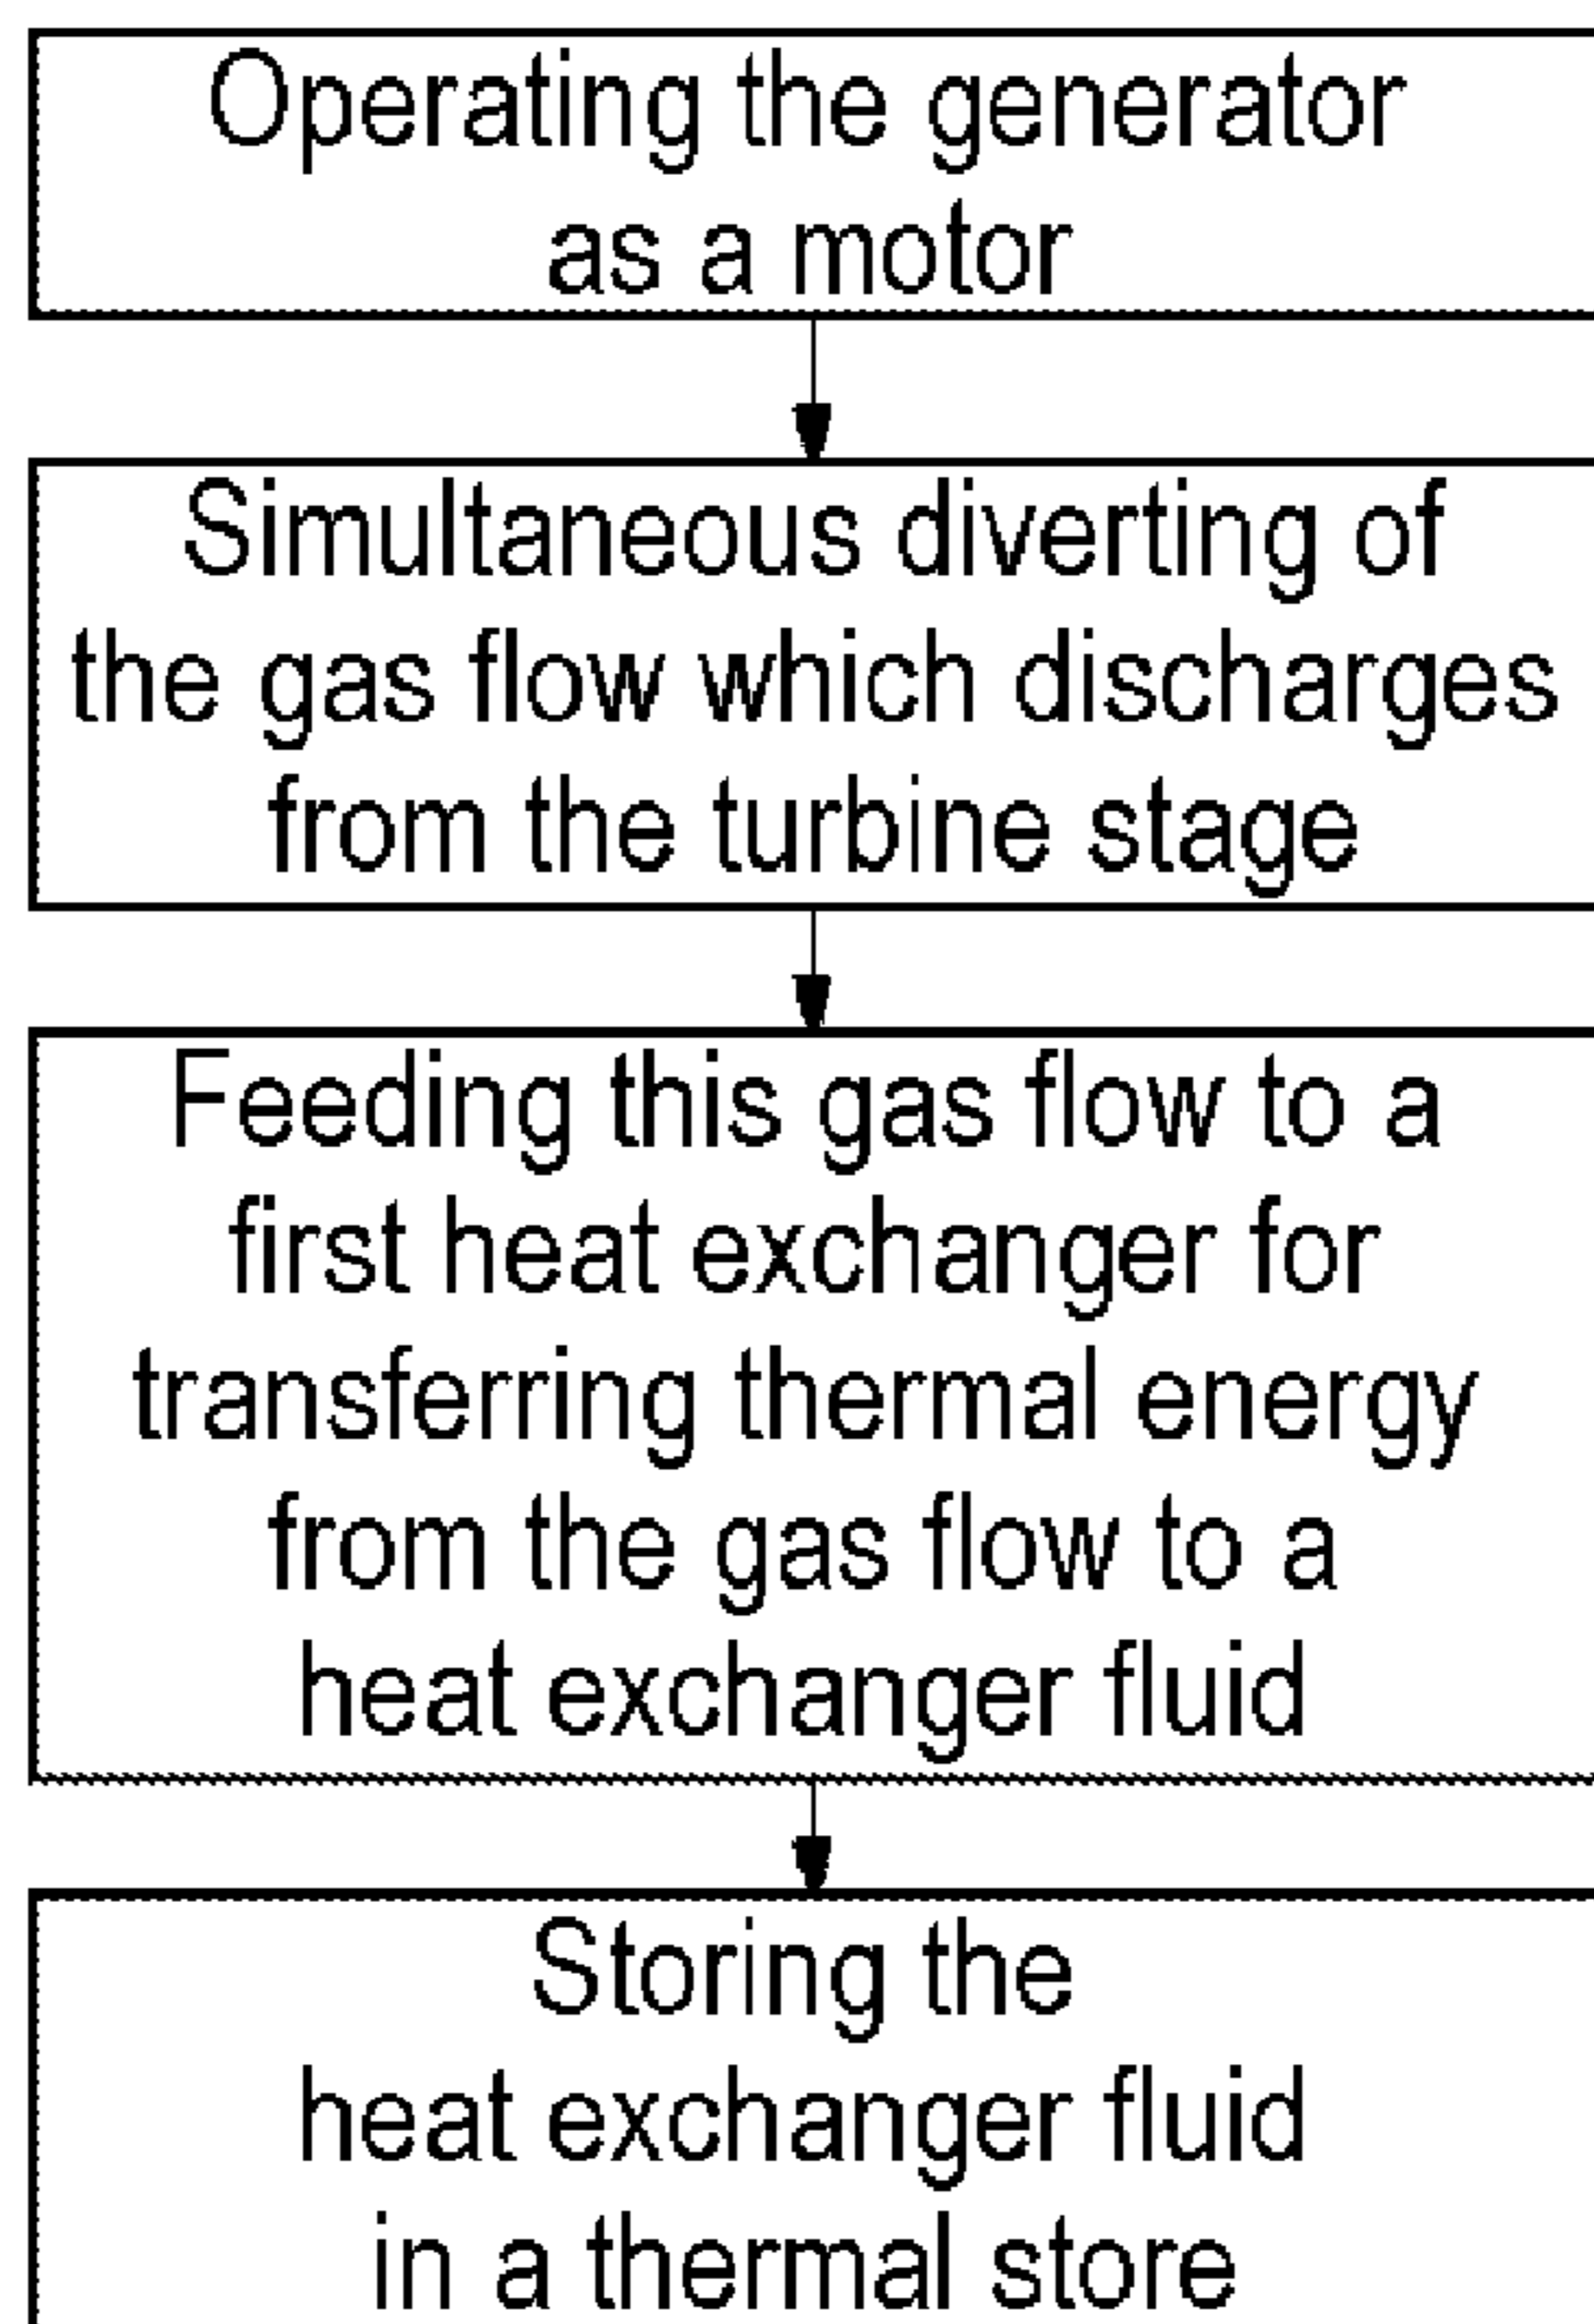 Operating the generator
as a motor
Simultaneous diverting of
the gas flow which discharges
from the turbine stage
Feeding this gas flow to a
first heat exchanger for
transferring thermal energy
from the gas flow to a
heat exchanger fluid
Storing the
heat exchanger fluid
in a thermal store